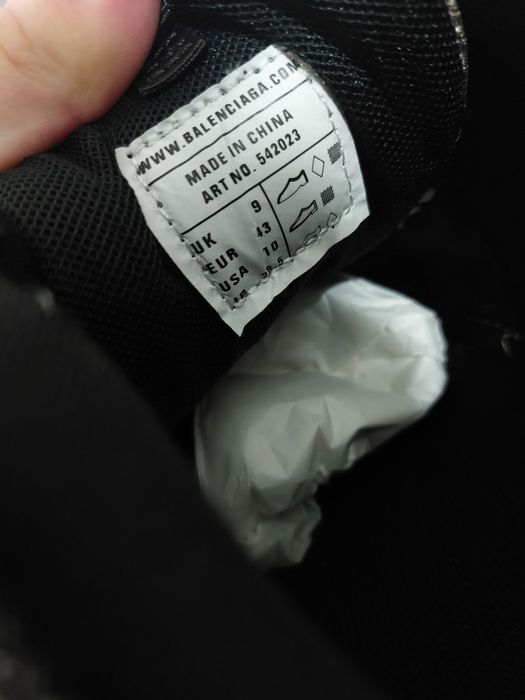 WWW.BALENCIAGA.COM
MADE IN CHINA
ART NO. 542023
UK 9
EUR 43
USA 10